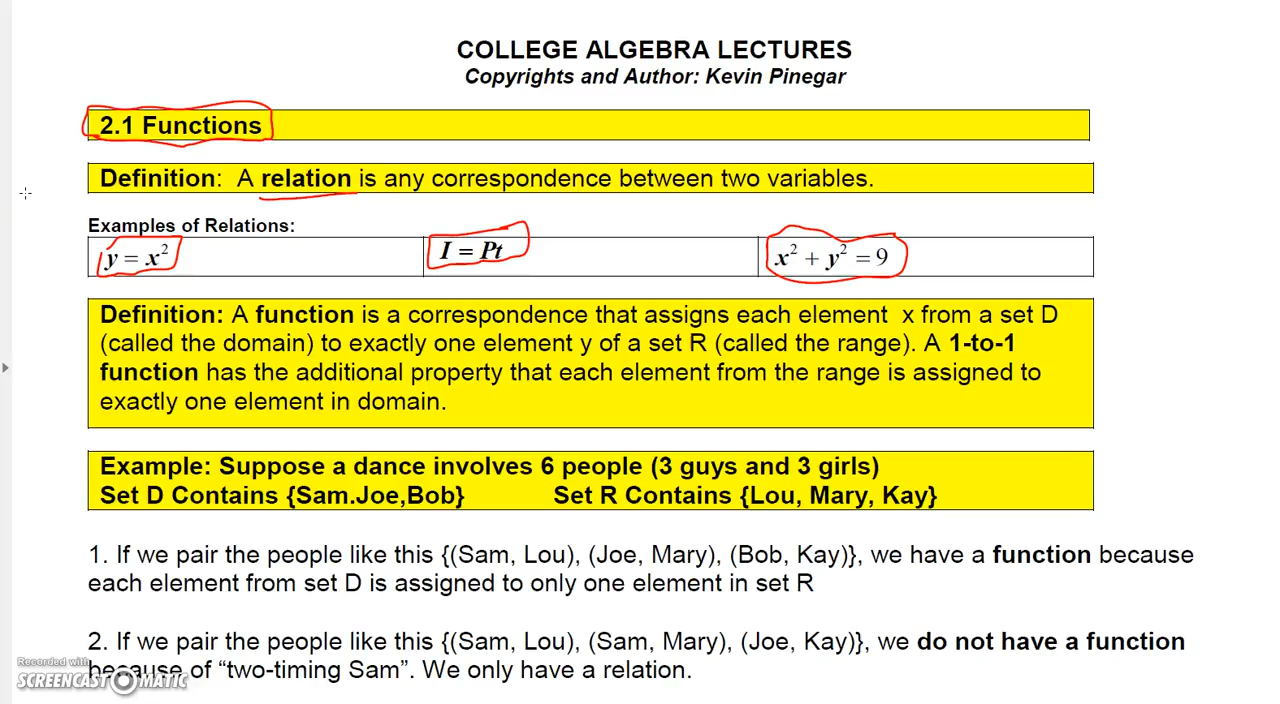 COLLEGE ALGEBRA LECTURES
Copyrights and Author: Kevin Pinegar
2.1 Functions
Definition:  A relation is any correspondence between two variables.
Examples of Relations:
y = x²
I = Pt
x² + y² = 9
Definition: A function is a correspondence that assigns each element  x from a set D
(called the domain) to exactly one element y of a set R (called the range). A 1-to-1
function has the additional property that each element from the range is assigned to
exactly one element in domain.
Example: Suppose a dance involves 6 people (3 guys and 3 girls)
Set D Contains {Sam.Joe,Bob} Set R Contains {Lou, Mary, Kay}
1. If we pair the people like this {(Sam, Lou), (Joe, Mary), (Bob, Kay)}, we have a function because
each element from set D is assigned to only one element in set R
2. If we pair the people like this {(Sam, Lou), (Sam, Mary), (Joe, Kay)}, we do not have a function
because of “two-timing Sam”. We only have a relation.
Recorded with
SCREENCAST-O-MATIC